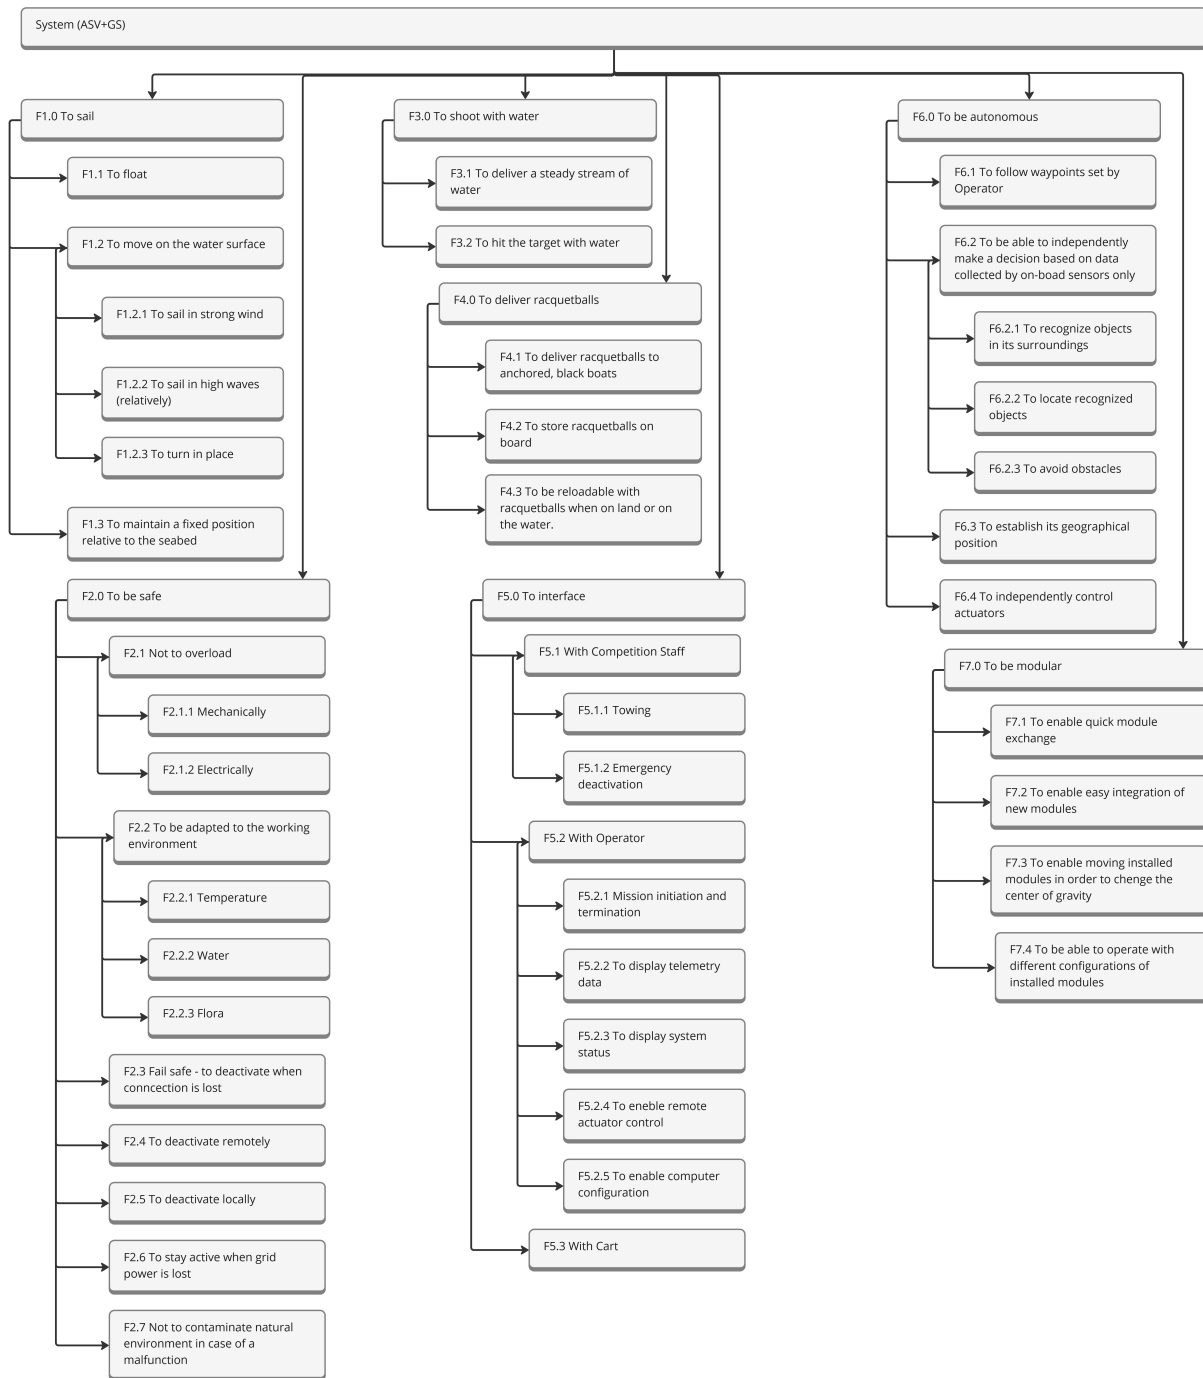 System (ASV+GS)
F1.0 To sail
F1.1 To float
F1.2 To move on the water surface
F1.2.1 To sail in strong wind
F1.2.2 To sail in high waves
(relatively)
F1.2.3 To turn in place
F1.3 To maintain a fixed position
relative to the seabed
F2.0 To be safe
F2.1 Not to overload
F2.1.1 Mechanically
F2.1.2 Electrically
F2.2 To be adapted to the working
environment
F2.2.1 Temperature
F2.2.2 Water
F2.2.3 Flora
F2.3 Fail safe - to deactivate when
conncection is lost
F2.4 To deactivate remotely
F2.5 To deactivate locally
F2.6 To stay active when grid
power is lost
F2.7 Not to contaminate natural
environment in case of a
malfunction
F3.0 To shoot with water
F3.1 To deliver a steady stream of
water
F3.2 To hit the target with water
F4.0 To deliver racquetballs
F4.1 To deliver racquetballs to
anchored, black boats
F4.2 To store racquetballs on
board
F4.3 To be reloadable with
racquetballs when on land or on
the water.
F5.0 To interface
F5.1 With Competition Staff
F5.1.1 Towing
F5.1.2 Emergency
deactivation
F5.2 With Operator
F5.2.1 Mission initiation and
termination
F5.2.2 To display telemetry
data
F5.2.3 To display system
status
F5.2.4 To eneble remote
actuator control
F5.2.5 To enable computer
configuration
F5.3 With Cart
F6.0 To be autonomous
F6.1 To follow waypoints set by
Operator
F6.2 To be able to independently
make a decision based on data
collected by on-boad sensors only
F6.2.1 To recognize objects
in its surroundings
F6.2.2 To locate recognized
objects
F6.2.3 To avoid obstacles
F6.3 To establish its geographical
position
F6.4 To independently control
actuators
F7.0 To be modular
F7.1 To enable quick module
exchange
F7.2 To enable easy integration of
new modules
F7.3 To enable moving installed
modules in order to chenge the
center of gravity
F7.4 To be able to operate with
different configurations of
installed modules